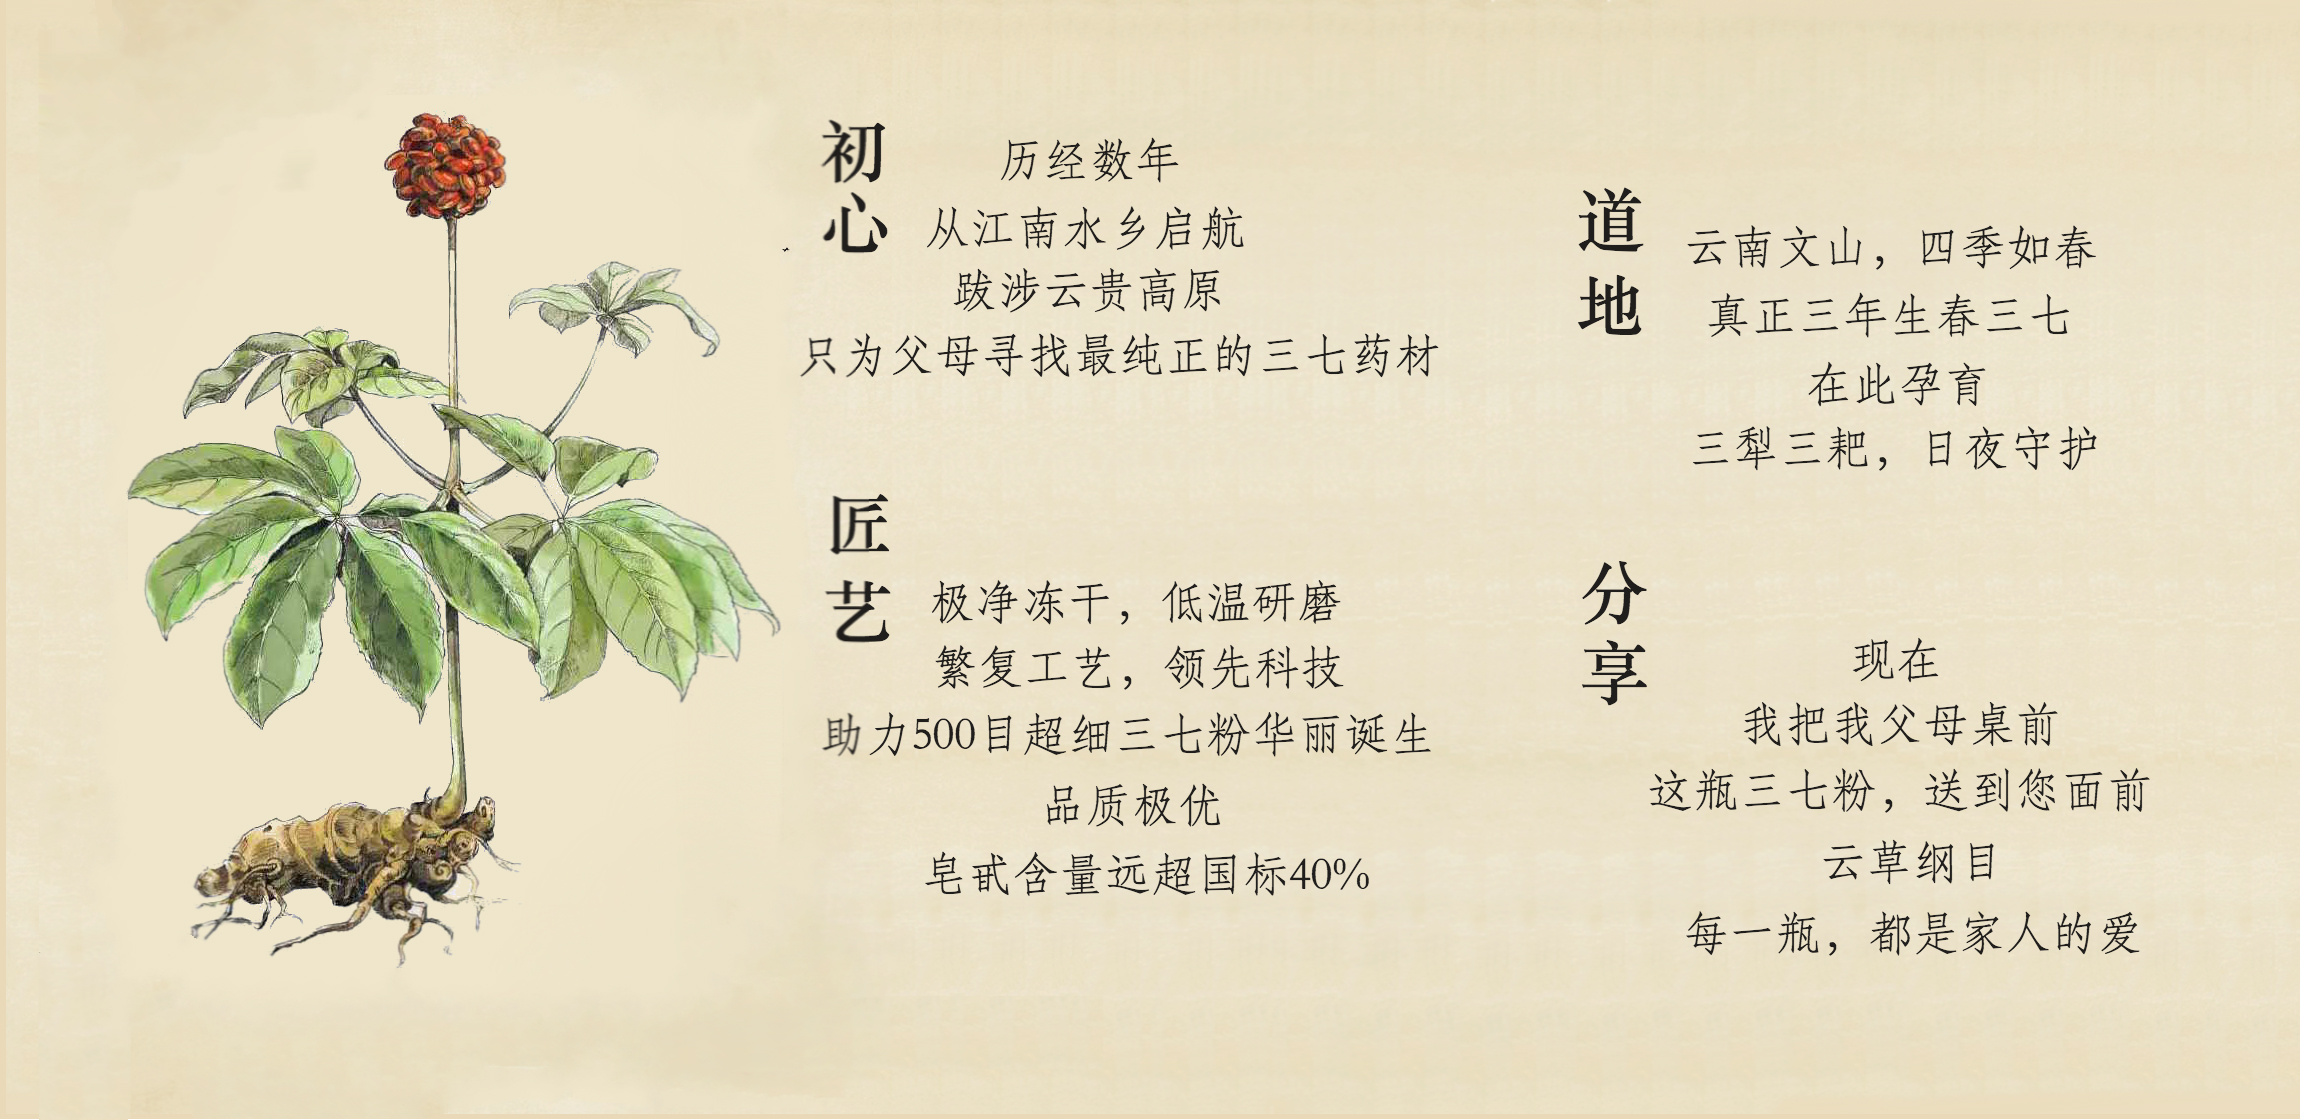 初心
历经数年
从江南水乡启航
跋涉云贵高原
只为父母寻找最纯正的三七药材
道地
云南文山，四季如春
真正三年生春三七
在此孕育
三犁三耙，日夜守护
匠艺
极净冻干，低温研磨
繁复工艺，领先科技
助力500目超细三七粉华丽诞生
品质极优
皂甙含量远超国标40%
分享
现在
我把我父母桌前
这瓶三七粉，送到您面前
云草纲目
每一瓶，都是家人的爱